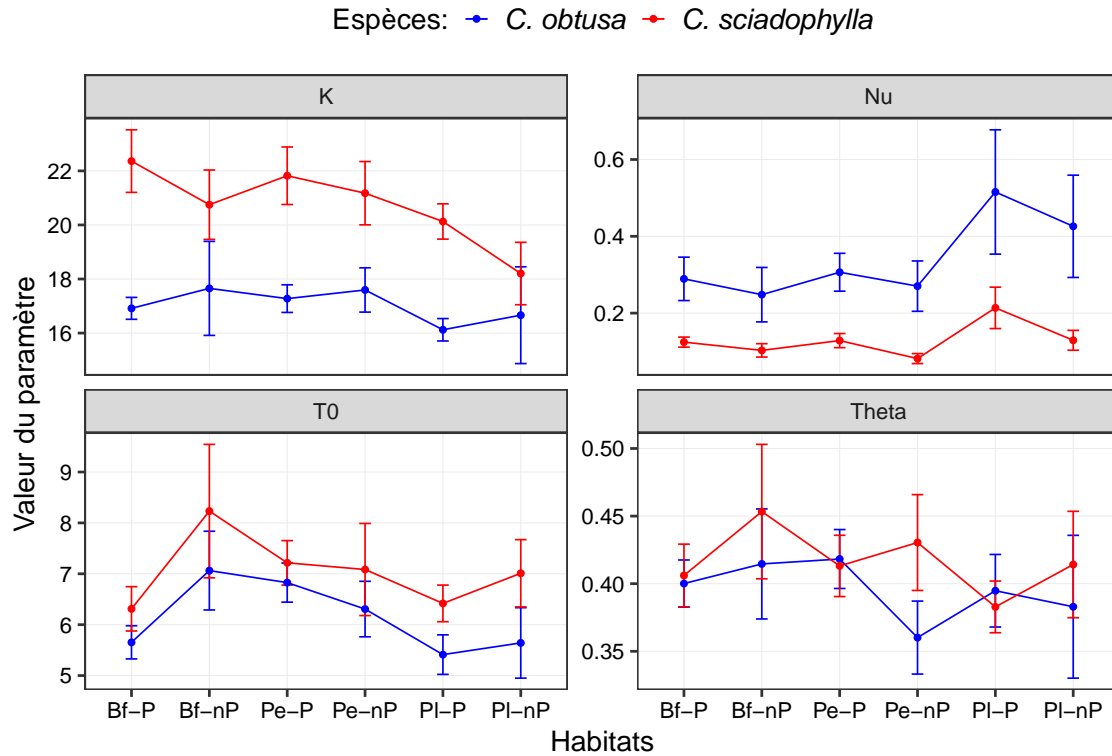 Espèces: C. obtusa C. sciadophylla
K
Nu
22
20
18
16
0.6
0.4
0.2
T0
Theta
9
8
7
6
5
0.50
0.45
0.40
0.35
Bf−P Bf−nP Pe−P Pe−nP Pl−P Pl−nP
Bf−P Bf−nP Pe−P Pe−nP Pl−P Pl−nP
Valeur du paramètre
Habitats